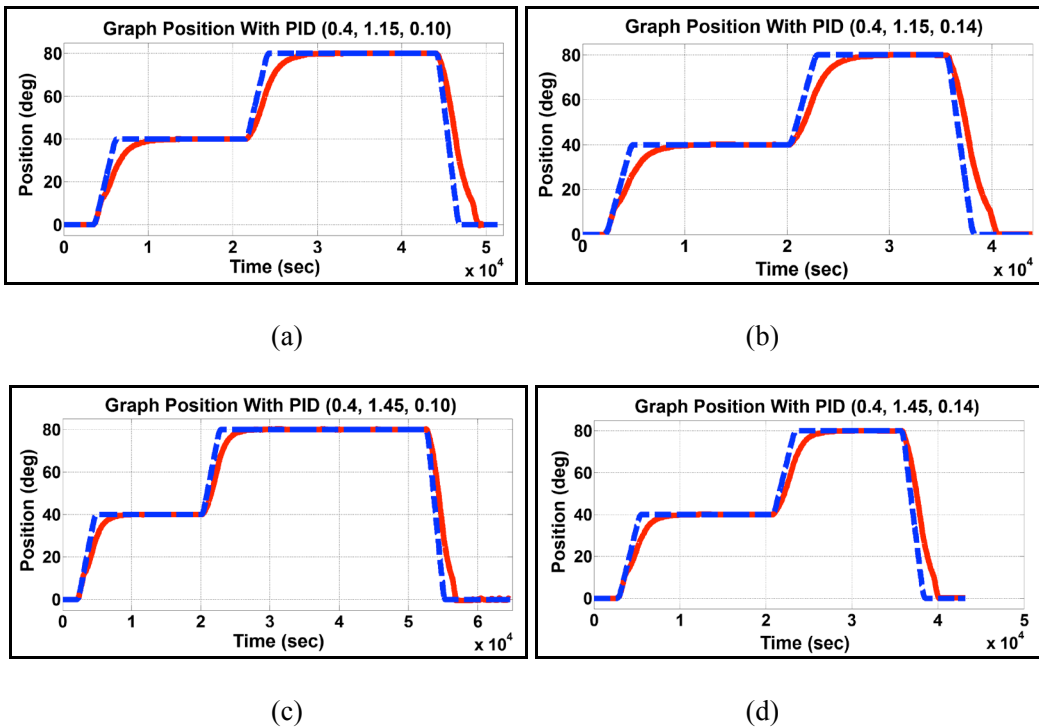 Graph Position With PID (0.4, 1.15, 0.10)
Position (deg)
80
60
40
20
0
0 1 2 3 4 5
Time (sec)
x 10^4
(a)
Graph Position With PID (0.4, 1.15, 0.14)
Position (deg)
80
60
40
20
0
0 1 2 3 4
Time (sec)
x 10^4
(b)
Graph Position With PID (0.4, 1.45, 0.10)
Position (deg)
80
60
40
20
0
0 1 2 3 4 5 6
Time (sec)
x 10^4
(c)
Graph Position With PID (0.4, 1.45, 0.14)
Position (deg)
80
60
40
20
0
0 1 2 3 4 5
Time (sec)
x 10^4
(d)